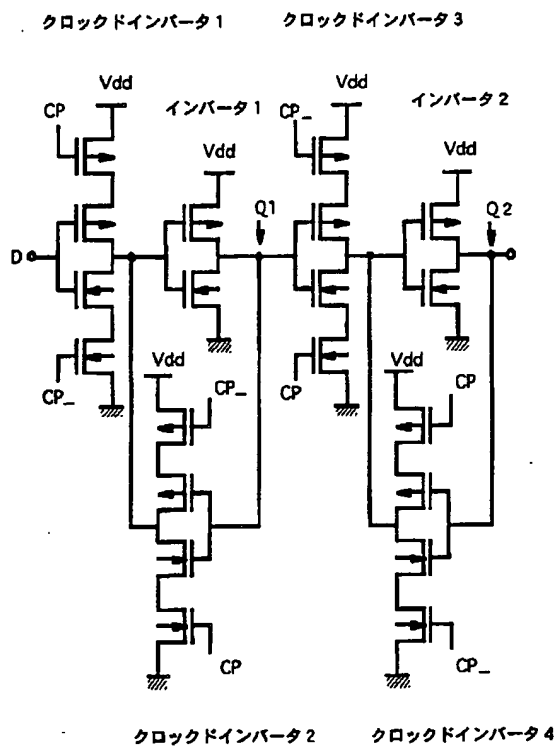 クロックドインバータ1
クロックドインバータ3
Vdd
CP
インバータ1
CP_
Vdd
インバータ2
Vdd
Vdd
Q1
Q2
D
CP_
Vdd
CP_
CP
Vdd
CP
CP
CP_
クロックドインバータ2
クロックドインバータ4